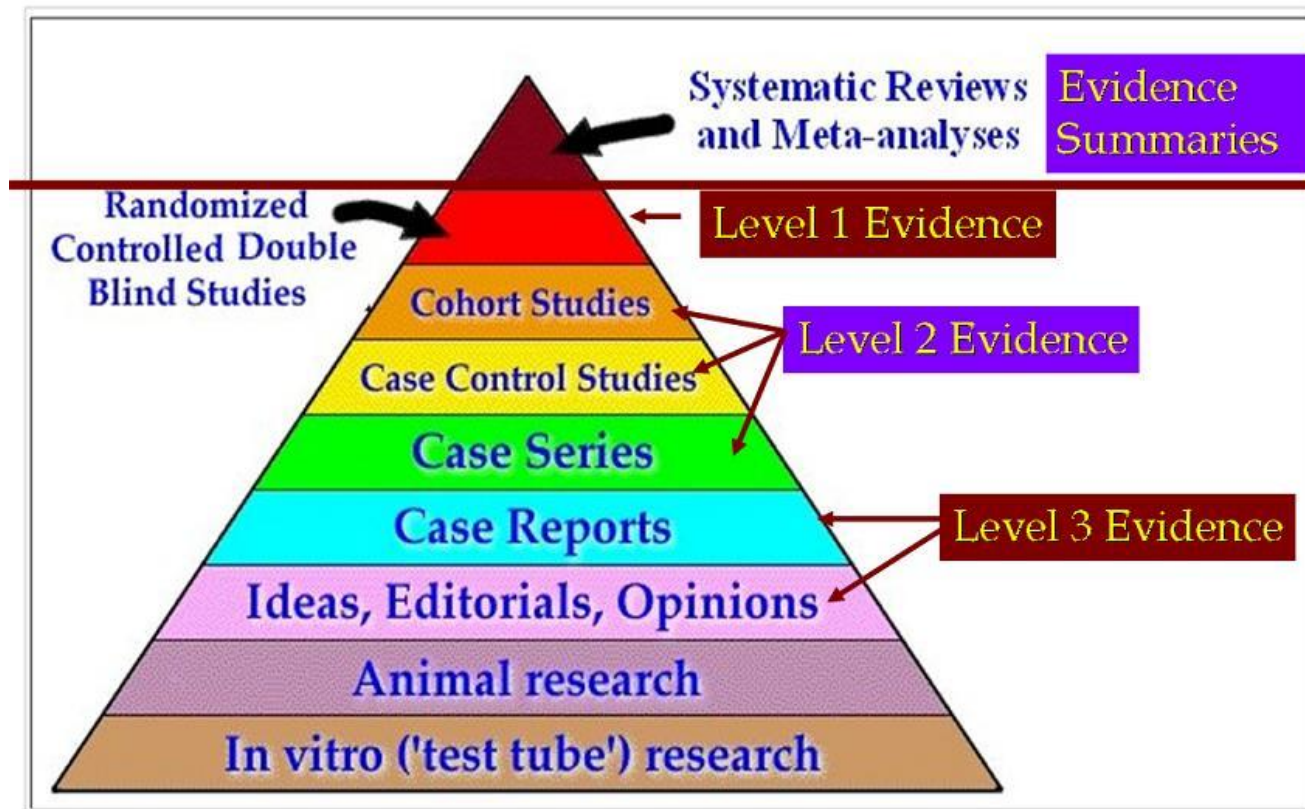 Systematic Reviews
and Meta-analyses
Evidence
Summaries
Randomized
Controlled Double
Blind Studies
Level 1 Evidence
Cohort Studies
Level 2 Evidence
Case Control Studies
Case Series
Case Reports
Level 3 Evidence
Ideas, Editorials, Opinions
Animal research
In vitro ('test tube') research